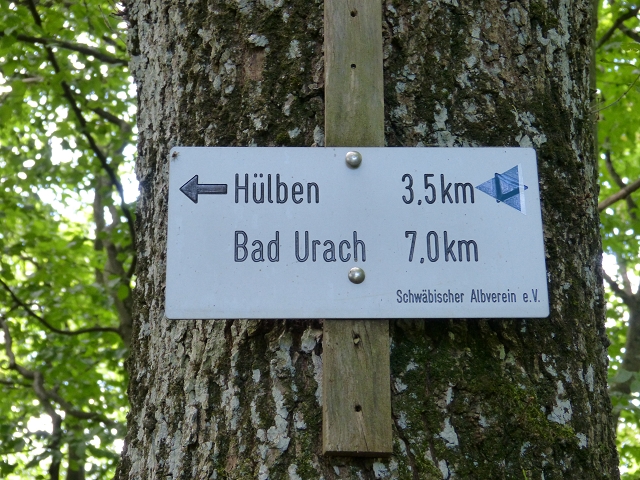 Hülben 3,5km
Bad Urach 7,0km
Schwäbischer Albverein e.V.